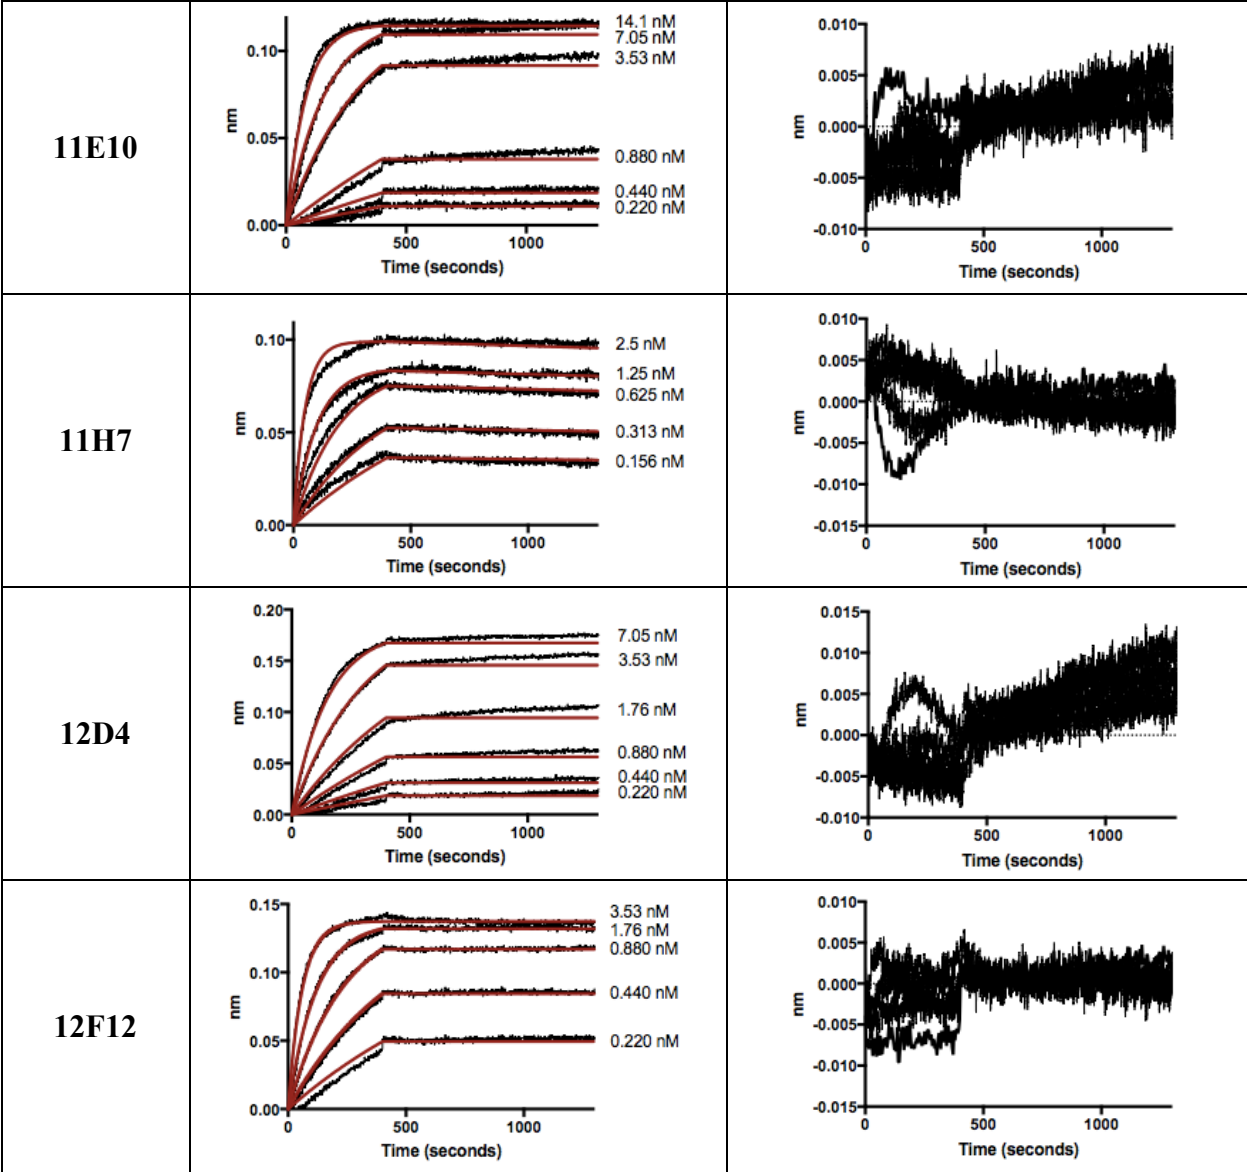 11E10
0.10
0.05
0.00
nm
0
500
1000
Time (seconds)
14.1 nM
7.05 nM
3.53 nM
0.880 nM
0.440 nM
0.220 nM
0.010
0.005
0.000
-0.005
-0.010
nm
0
500
1000
Time (seconds)
11H7
0.10
0.05
0.00
nm
0
500
1000
Time (seconds)
2.5 nM
1.25 nM
0.625 nM
0.313 nM
0.156 nM
0.010
0.005
0.000
-0.005
-0.010
-0.015
nm
0
500
1000
Time (seconds)
12D4
0.20
0.15
0.10
0.05
0.00
nm
0
500
1000
Time (seconds)
7.05 nM
3.53 nM
1.76 nM
0.880 nM
0.440 nM
0.220 nM
0.015
0.010
0.005
0.000
-0.005
-0.010
nm
0
500
1000
Time (seconds)
12F12
0.15
0.10
0.05
0.00
nm
0
500
1000
Time (seconds)
3.53 nM
1.76 nM
0.880 nM
0.440 nM
0.220 nM
0.010
0.005
0.000
-0.005
-0.010
-0.015
nm
0
500
1000
Time (seconds)